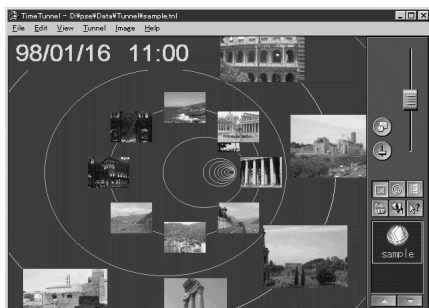 TimeTunnel - D:¥pse¥Data¥Tunnel¥sample.tnl
File Edit View Tunnel Image Help
98/01/16 11:00
sample